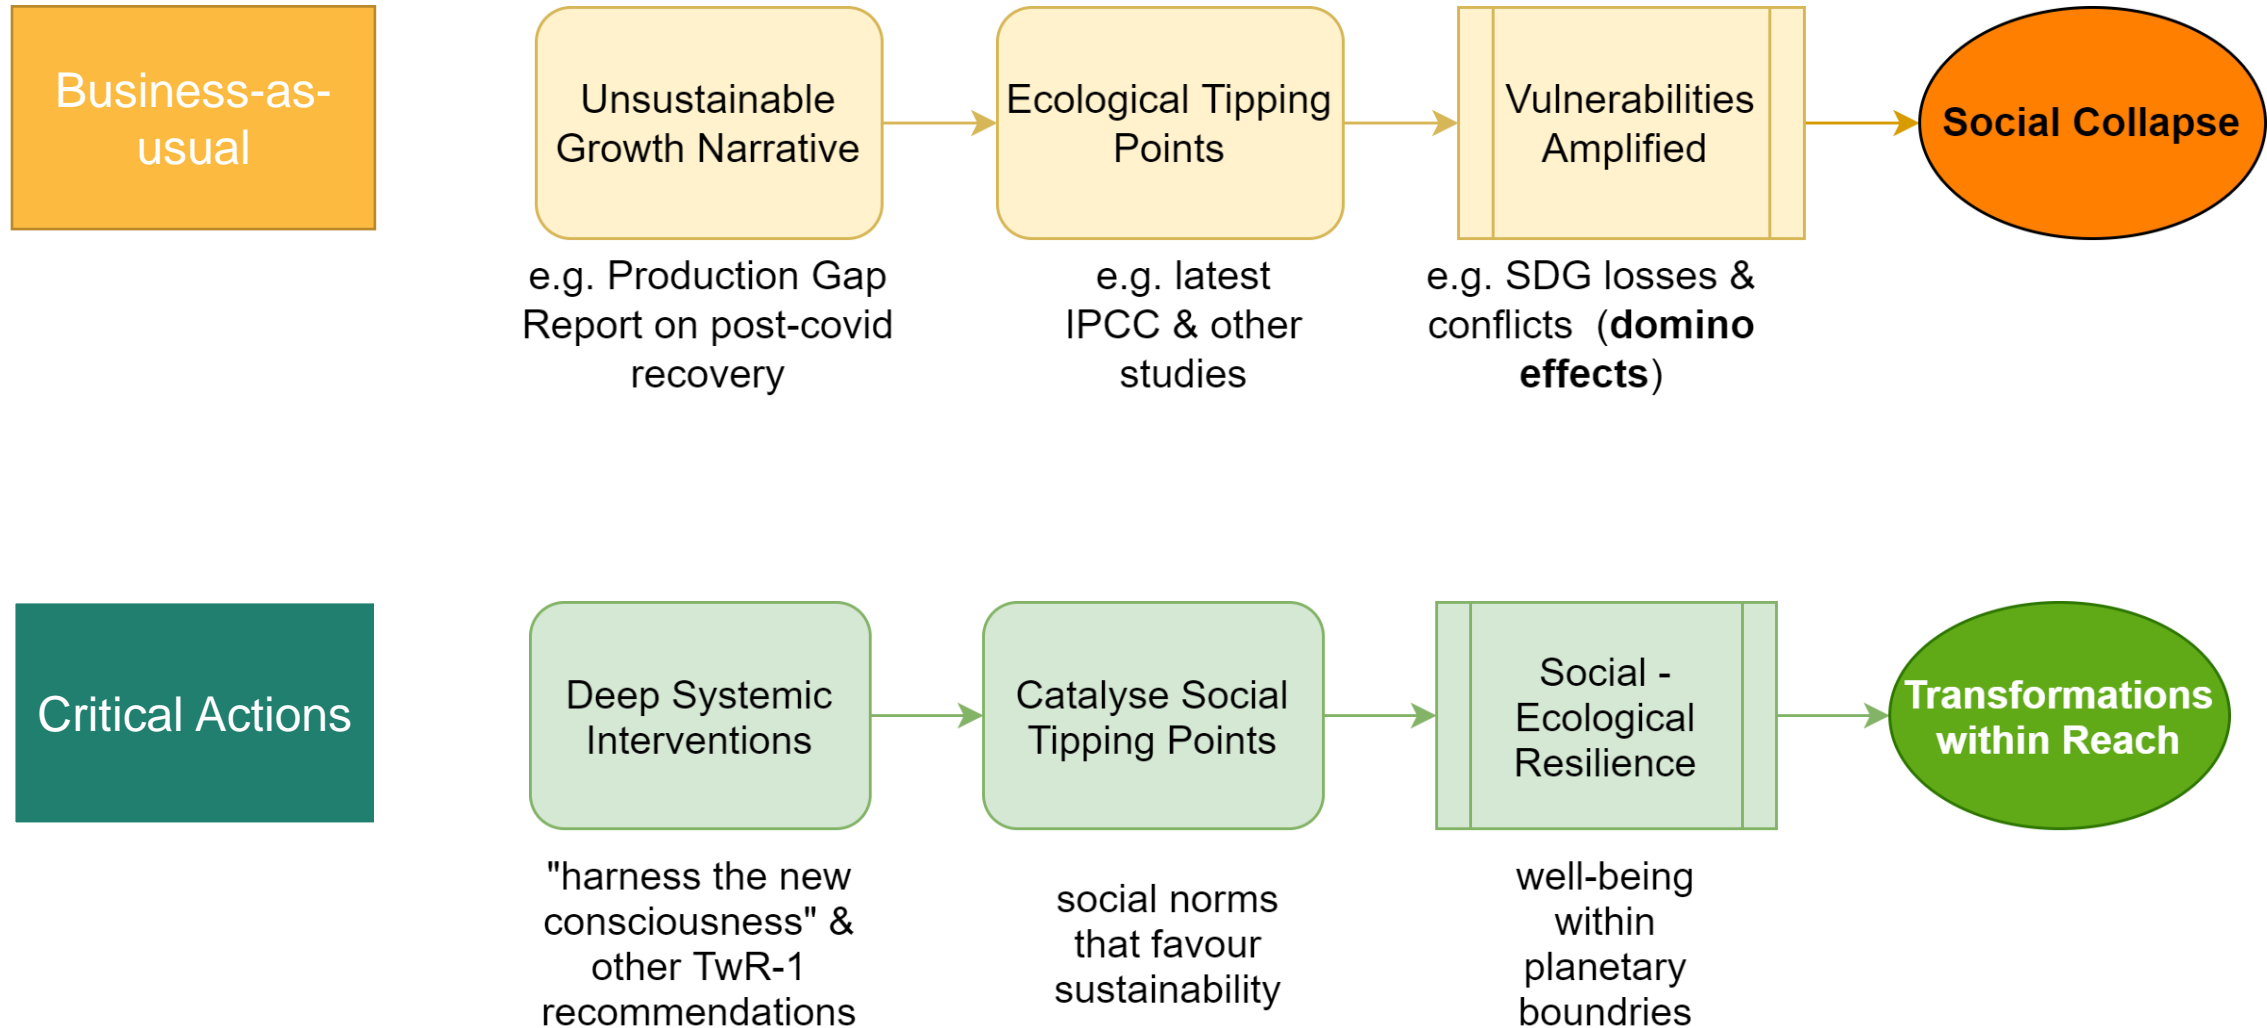 Business-as-
usual
Unsustainable
Growth Narrative
Ecological Tipping
Points
Vulnerabilities
Amplified
Social Collapse
e.g. Production Gap
Report on post-covid
recovery
e.g. latest
IPCC & other
studies
e.g. SDG losses &
conflicts (domino
effects)
Critical Actions
Deep Systemic
Interventions
Catalyse Social
Tipping Points
Social -
Ecological
Resilience
Transformations
within Reach
"harness the new
consciousness" &
other TwR-1
recommendations
social norms
that favour
sustainability
well-being
within
planetary
boundries